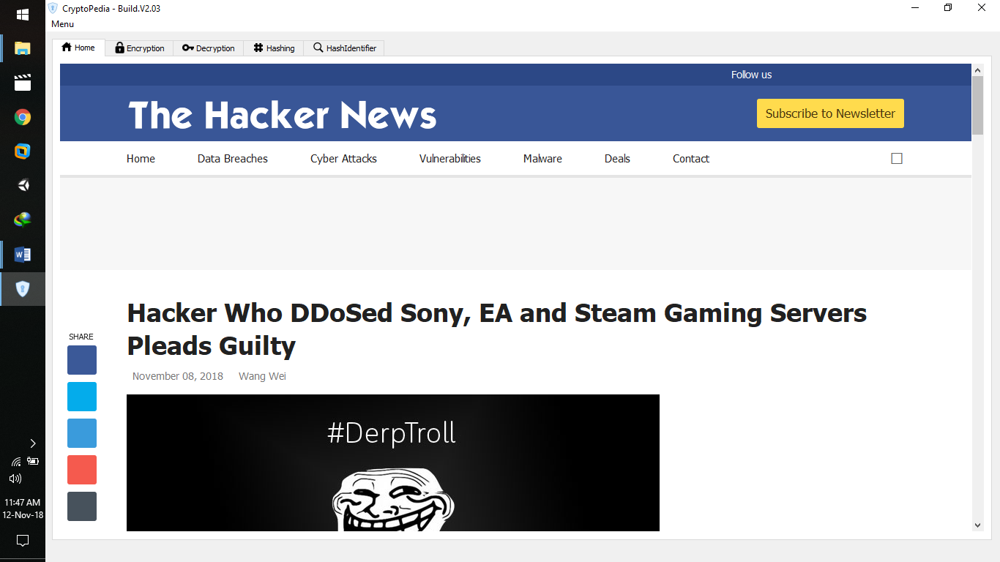 CryptoPedia - Build.V2.03
Menu
Home Encryption Decryption Hashing HashIdentifier
Follow us
The Hacker News
Subscribe to Newsletter
Home Data Breaches Cyber Attacks Vulnerabilities Malware Deals Contact
Hacker Who DDoSed Sony, EA and Steam Gaming Servers
Pleads Guilty
SHARE
November 08, 2018 Wang Wei
#DerpTroll
11:47 AM
12-Nov-18